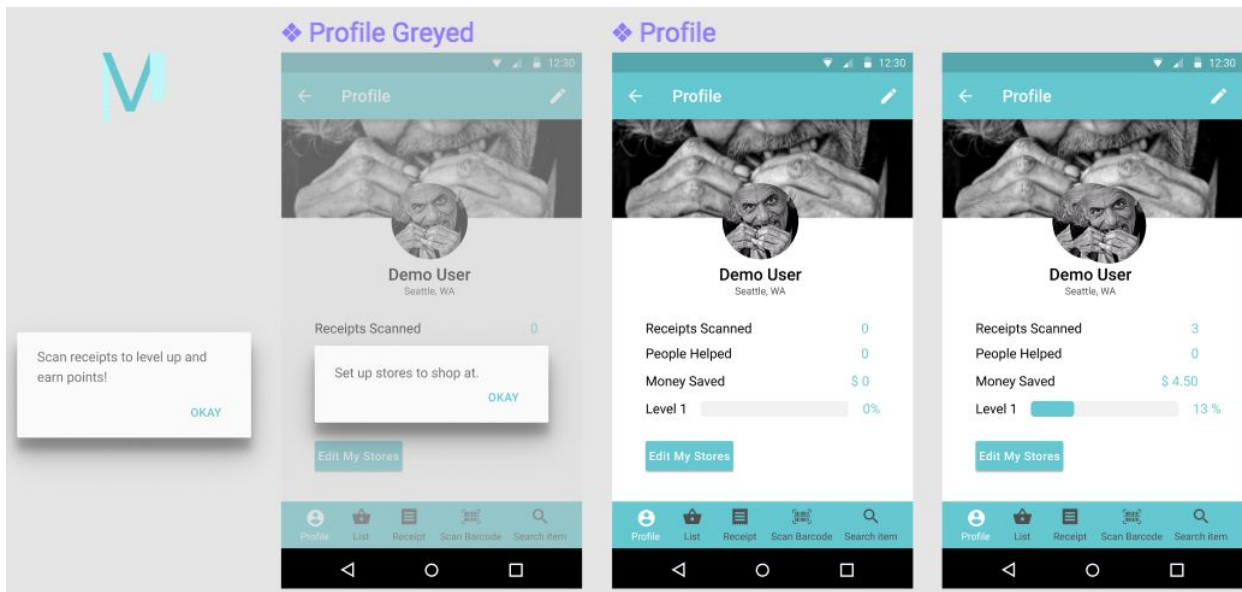 M
Scan receipts to level up and
earn points!
OKAY
Profile Greyed
12:30
Profile
Demo User
Seattle, WA
Receipts Scanned 0
Set up stores to shop at.
OKAY
Edit My Stores
Profile List Receipt Scan Barcode Search item
Profile
12:30
Profile
Demo User
Seattle, WA
Receipts Scanned 0
People Helped 0
Money Saved $ 0
Level 1 0%
Edit My Stores
Profile List Receipt Scan Barcode Search item
12:30
Profile
Demo User
Seattle, WA
Receipts Scanned 3
People Helped 0
Money Saved $ 4.50
Level 1 13 %
Edit My Stores
Profile List Receipt Scan Barcode Search item